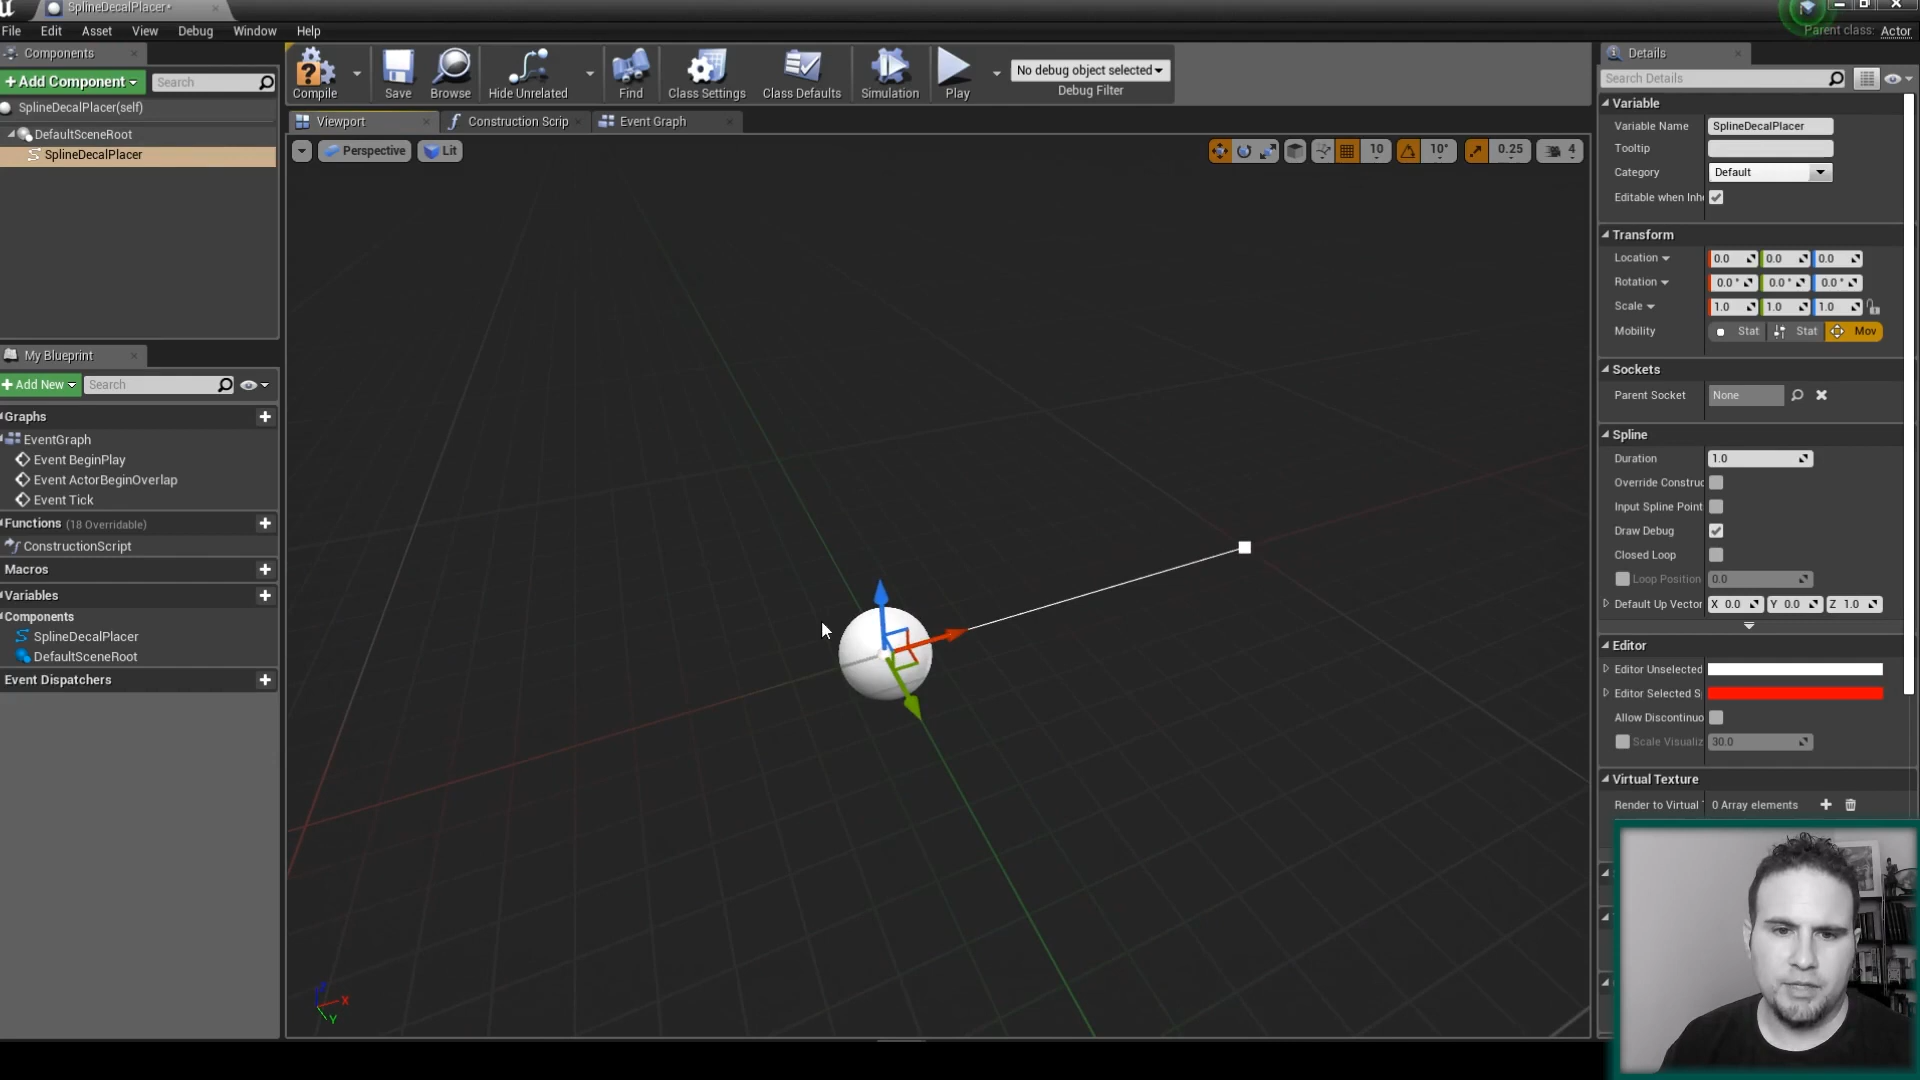 SplineDecalPlacer*
File Edit Asset View Debug Window Help
Parent class: Actor
Components
+Add Component
Search
SplineDecalPlacer(self)
DefaultSceneRoot
SplineDecalPlacer
My Blueprint
+Add New
Search
Graphs
EventGraph
Event BeginPlay
Event ActorBeginOverlap
Event Tick
Functions (18 Overridable)
ConstructionScript
Macros
Variables
Components
SplineDecalPlacer
DefaultSceneRoot
Event Dispatchers
Compile
Save
Browse
Hide Unrelated
Find
Class Settings
Class Defaults
Simulation
Play
No debug object selected
Debug Filter
Viewport
Construction Scrip
Event Graph
Perspective
Lit
10
10°
0.25
4
X
Y
Details
Search Details
Variable
Variable Name SplineDecalPlacer
Tooltip
Category Default
Editable when Inh
Transform
Location 0.0 0.0 0.0
Rotation 0.0 ° 0.0 ° 0.0 °
Scale 1.0 1.0 1.0
Mobility Stat Stat Mov
Sockets
Parent Socket None
Spline
Duration 1.0
Override Construc
Input Spline Point
Draw Debug
Closed Loop
Loop Position 0.0
Default Up Vector X 0.0 Y 0.0 Z 1.0
Editor
Editor Unselected
Editor Selected S
Allow Discontinuo
Scale Visualiz 30.0
Virtual Texture
Render to Virtual 0 Array elements